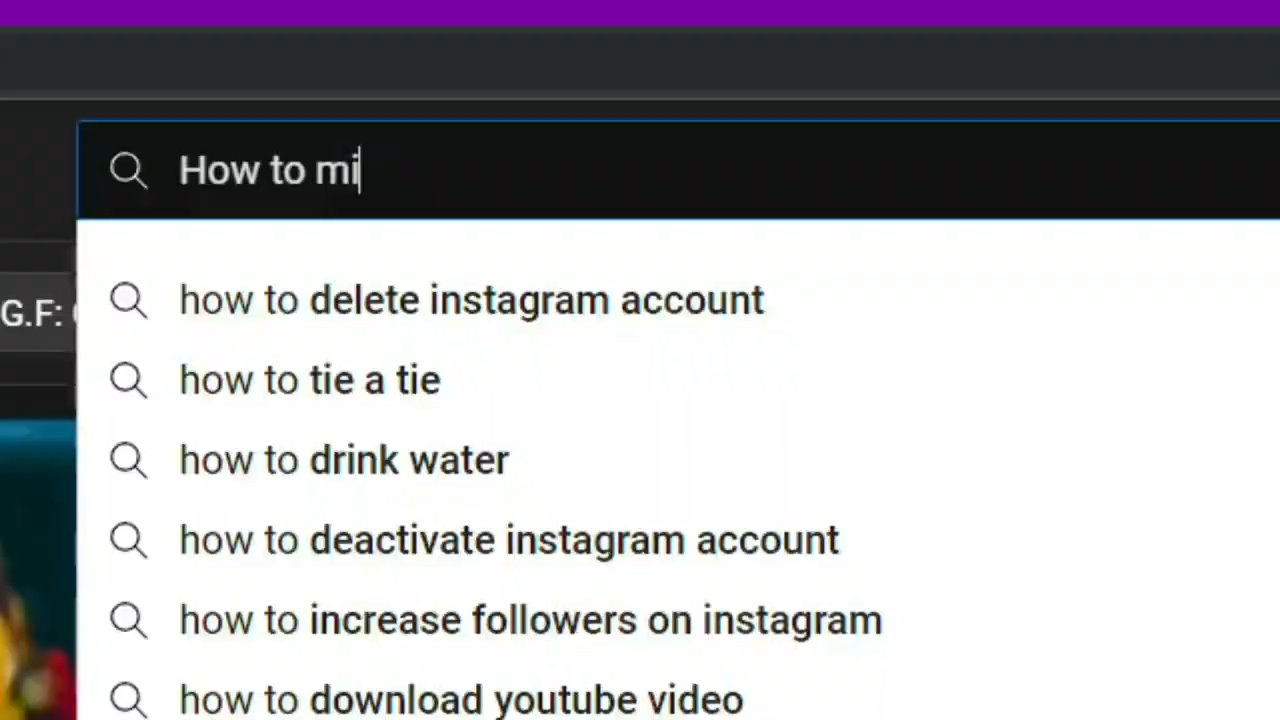 How to mi
how to delete instagram account
G.F:
how to tie a tie
how to drink water
how to deactivate instagram account
how to increase followers on instagram
how to download youtube video